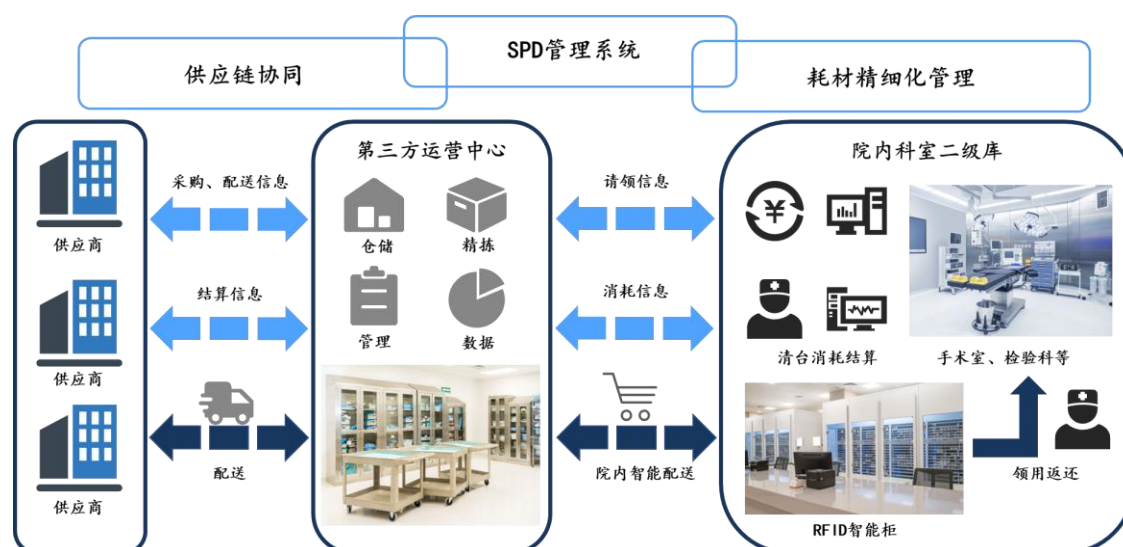 SPD管理系统
供应链协同
耗材精细化管理
供应商
供应商
供应商
采购、配送信息
结算信息
配送
第三方运营中心
仓储
精拣
管理
数据
请领信息
消耗信息
院内智能配送
院内科室二级库
清台消耗结算
手术室、检验科等
领用返还
RFID智能柜